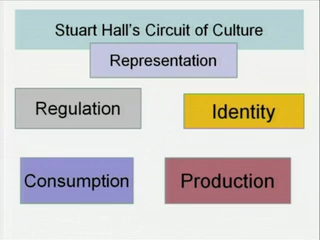 Stuart Hall's Circuit of Culture
Representation
Regulation
Identity
Consumption
Production